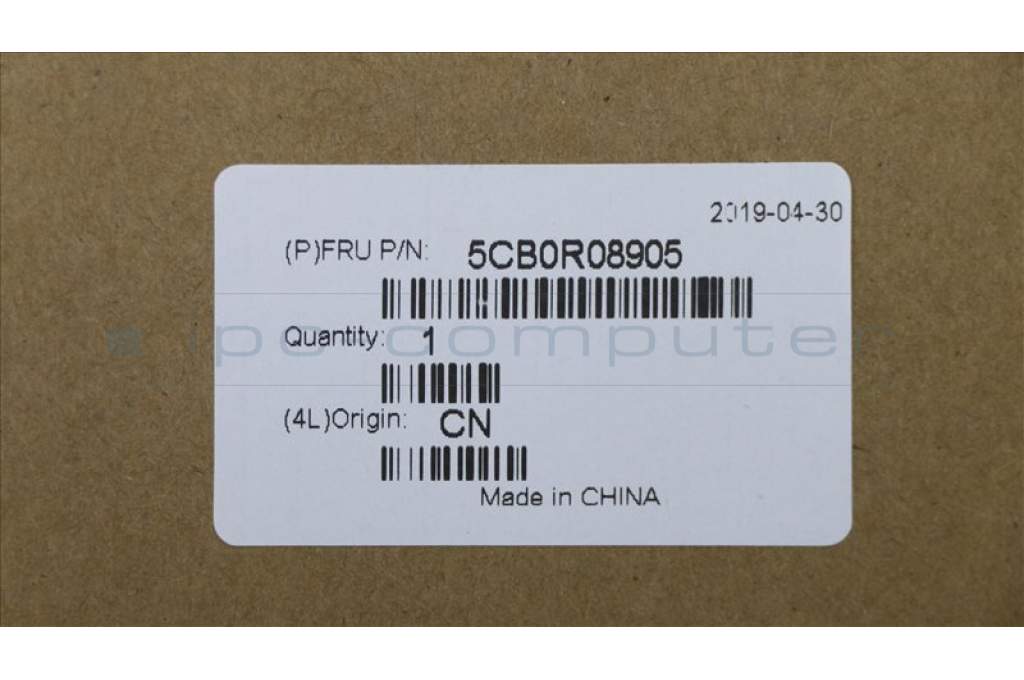 2019-04-30
(P)FRU P/N: 5CB0R08905
Quantity: 1
ipc computer
(4L)Origin: CN
Made in CHINA